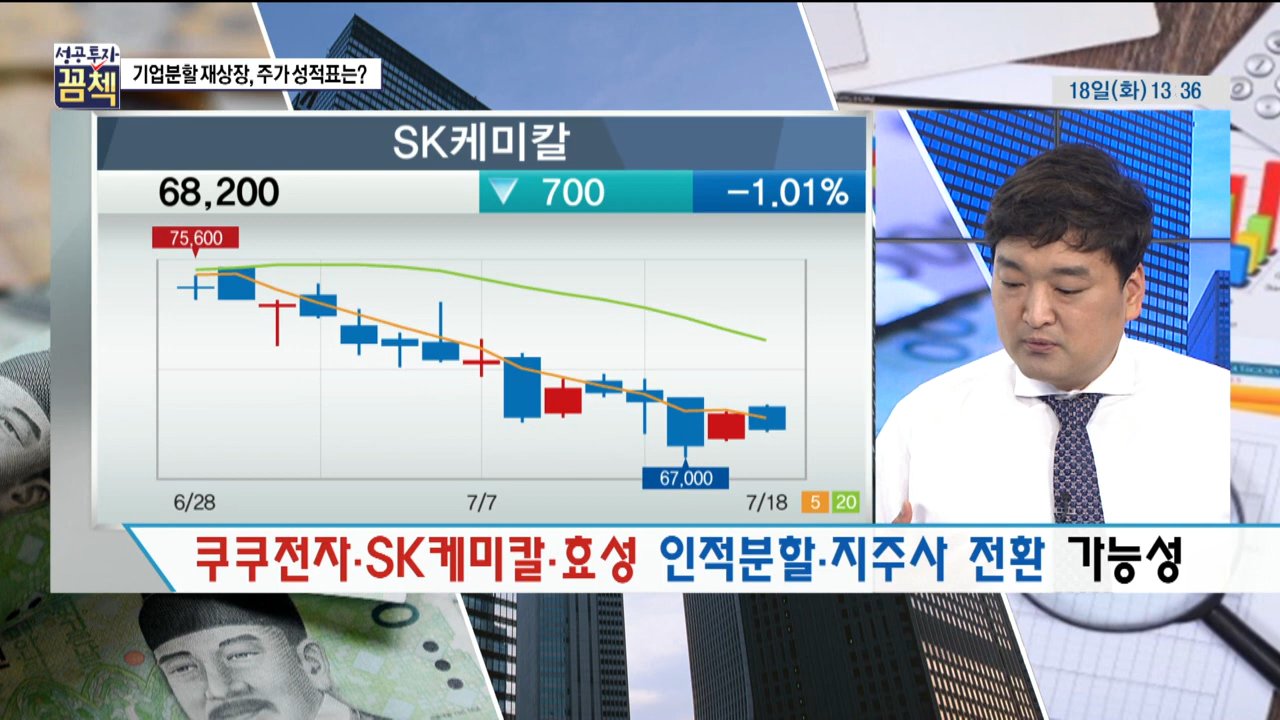 성공투자
꼼첵
기업분할 재상장, 주가 성적표는?
18일(화) 13 36
SK케미칼
68,200 ▼ 700 -1.01%
75,600
67,000
6/28 7/7 7/18 5 20
쿠쿠전자·SK케미칼·효성 인적분할·지주사 전환 가능성